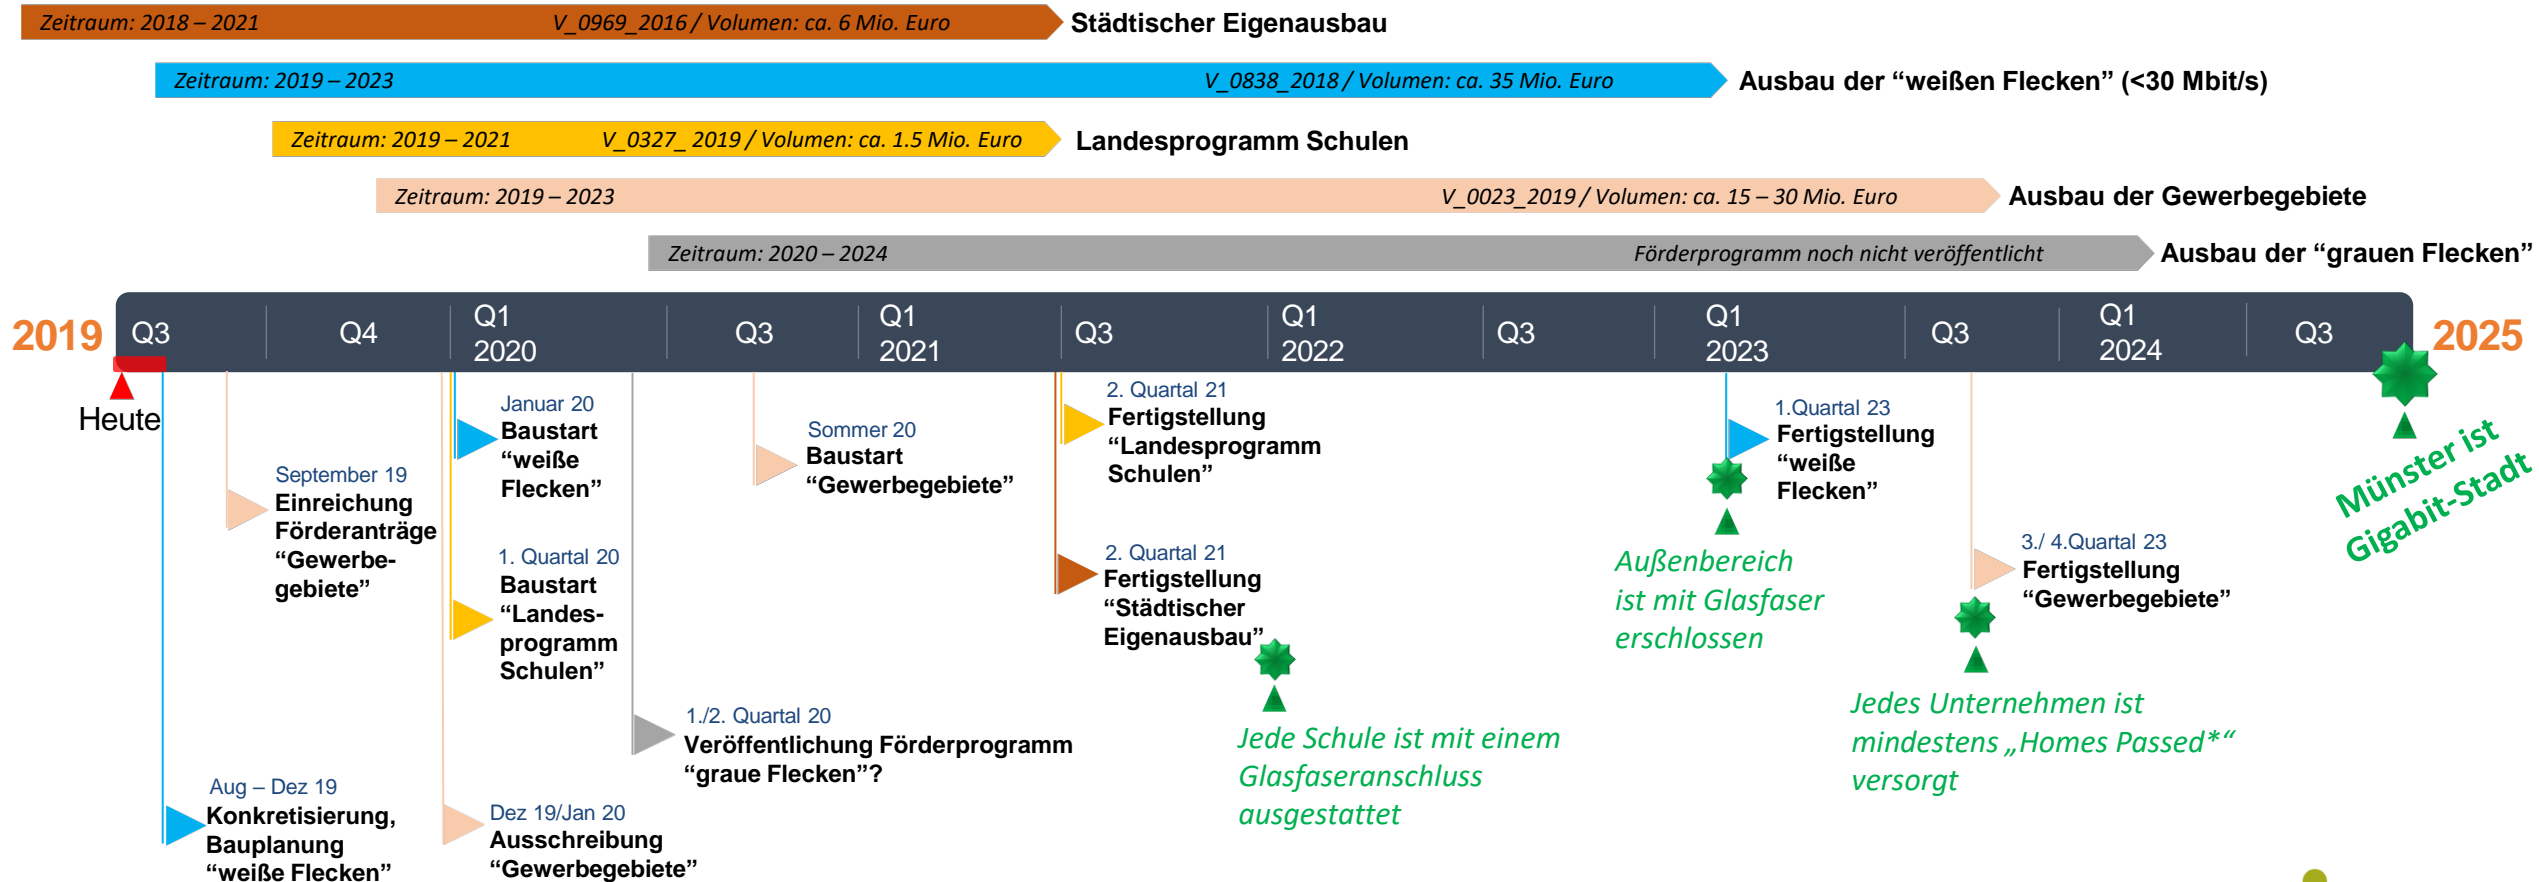 Zeitraum: 2018 – 2021 V_0969_2016 / Volumen: ca. 6 Mio. Euro Städtischer Eigenausbau
Zeitraum: 2019 – 2023 V_0838_2018 / Volumen: ca. 35 Mio. Euro Ausbau der “weißen Flecken” (<30 Mbit/s)
Zeitraum: 2019 – 2021 V_0327_ 2019 / Volumen: ca. 1.5 Mio. Euro Landesprogramm Schulen
Zeitraum: 2019 – 2023 V_0023_2019 / Volumen: ca. 15 – 30 Mio. Euro Ausbau der Gewerbegebiete
Zeitraum: 2020 – 2024 Förderprogramm noch nicht veröffentlicht Ausbau der “grauen Flecken”
2019 Q3 Q4 Q1 2020 Q3 Q1 2021 Q3 Q1 2022 Q3 Q1 2023 Q3 Q1 2024 Q3 2025
Heute
September 19
Einreichung
Förderanträge
“Gewerbe-
gebiete”
Aug – Dez 19
Konkretisierung,
Bauplanung
“weiße Flecken”
Januar 20
Baustart
“weiße
Flecken”
1. Quartal 20
Baustart
“Landes-
programm
Schulen”
Dez 19/Jan 20
Ausschreibung
“Gewerbegebiete”
1./2. Quartal 20
Veröffentlichung Förderprogramm
“graue Flecken”?
Sommer 20
Baustart
“Gewerbegebiete”
2. Quartal 21
Fertigstellung
“Landesprogramm
Schulen”
2. Quartal 21
Fertigstellung
“Städtischer
Eigenausbau”
Jede Schule ist mit einem
Glasfaseranschluss
ausgestattet
1.Quartal 23
Fertigstellung
“weiße
Flecken”
Außenbereich
ist mit Glasfaser
erschlossen
3./ 4.Quartal 23
Fertigstellung
“Gewerbegebiete”
Jedes Unternehmen ist
mindestens „Homes Passed*“
versorgt
Münster ist
Gigabit-Stadt